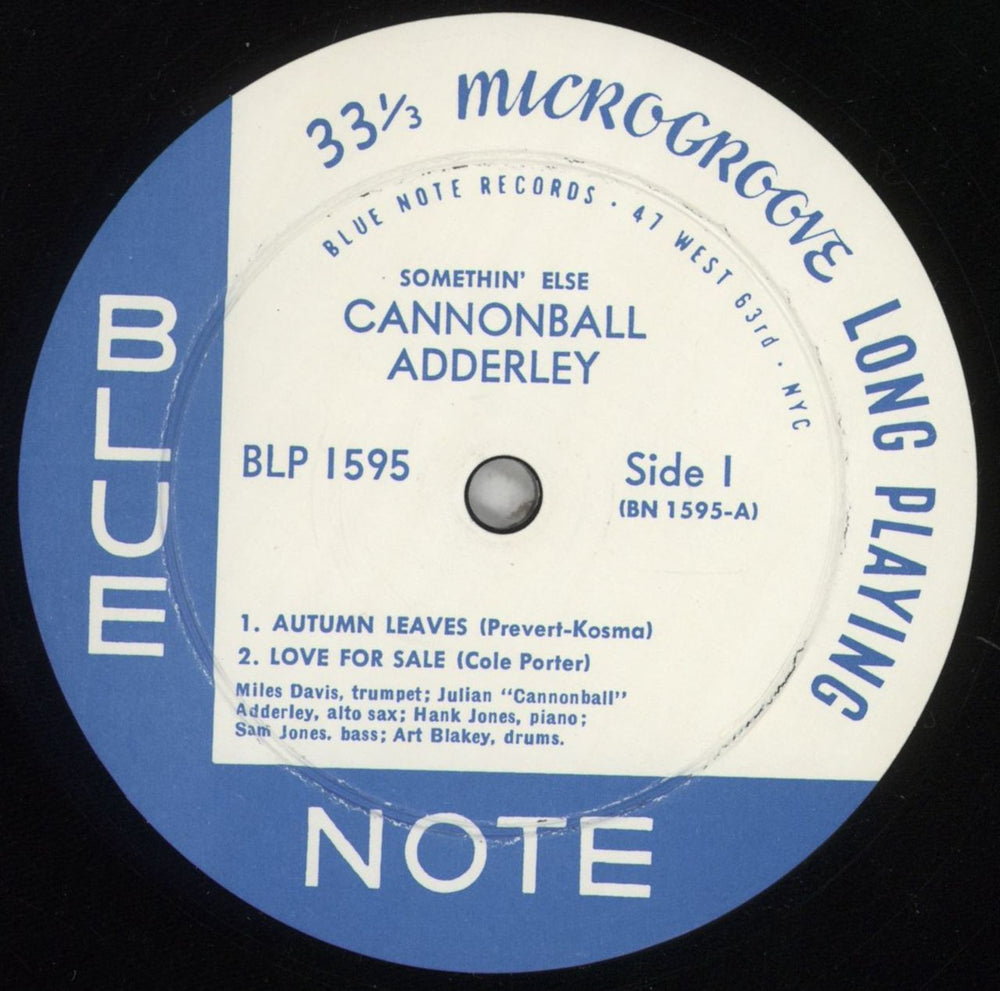 33⅓ MICROGROOVE LONG PLAYING
BLUE NOTE RECORDS · 47 WEST 63rd · NYC
SOMETHIN' ELSE
CANNONBALL
ADDERLEY
BLP 1595
Side 1
(BN 1595-A)
1. AUTUMN LEAVES (Prevert-Kosma)
2. LOVE FOR SALE (Cole Porter)
Miles Davis, trumpet; Julian "Cannonball"
Adderley, alto sax; Hank Jones, piano;
Sam Jones, bass; Art Blakey, drums.
BLUE
NOTE